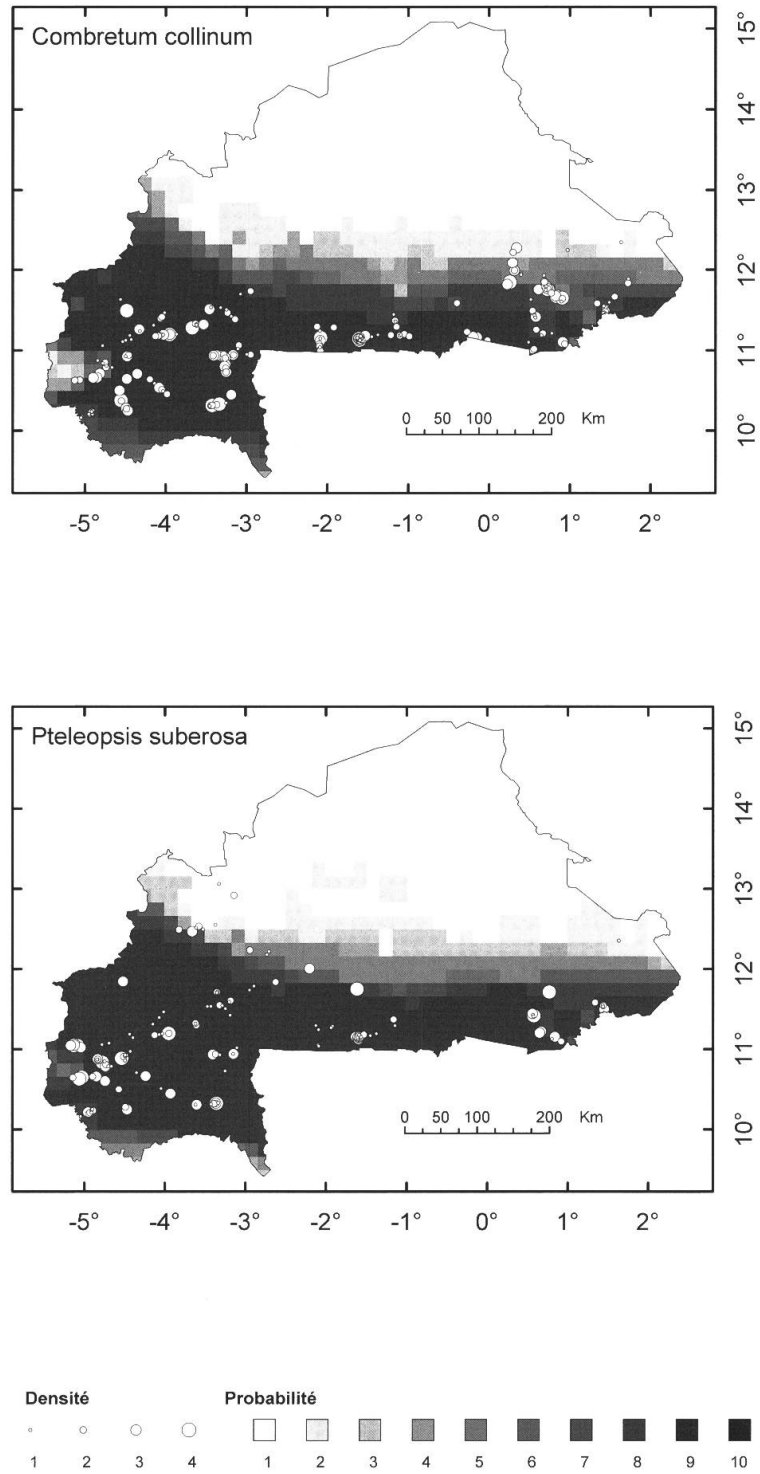 Combretum collinum
15°
14°
13°
12°
11°
10°
0 50 100 200 Km
-5° -4° -3° -2° -1° 0° 1° 2°
Pteleopsis suberosa
15°
14°
13°
12°
11°
10°
0 50 100 200 Km
-5° -4° -3° -2° -1° 0° 1° 2°
Densité Probabilité
1 2 3 4 1 2 3 4 5 6 7 8 9 10